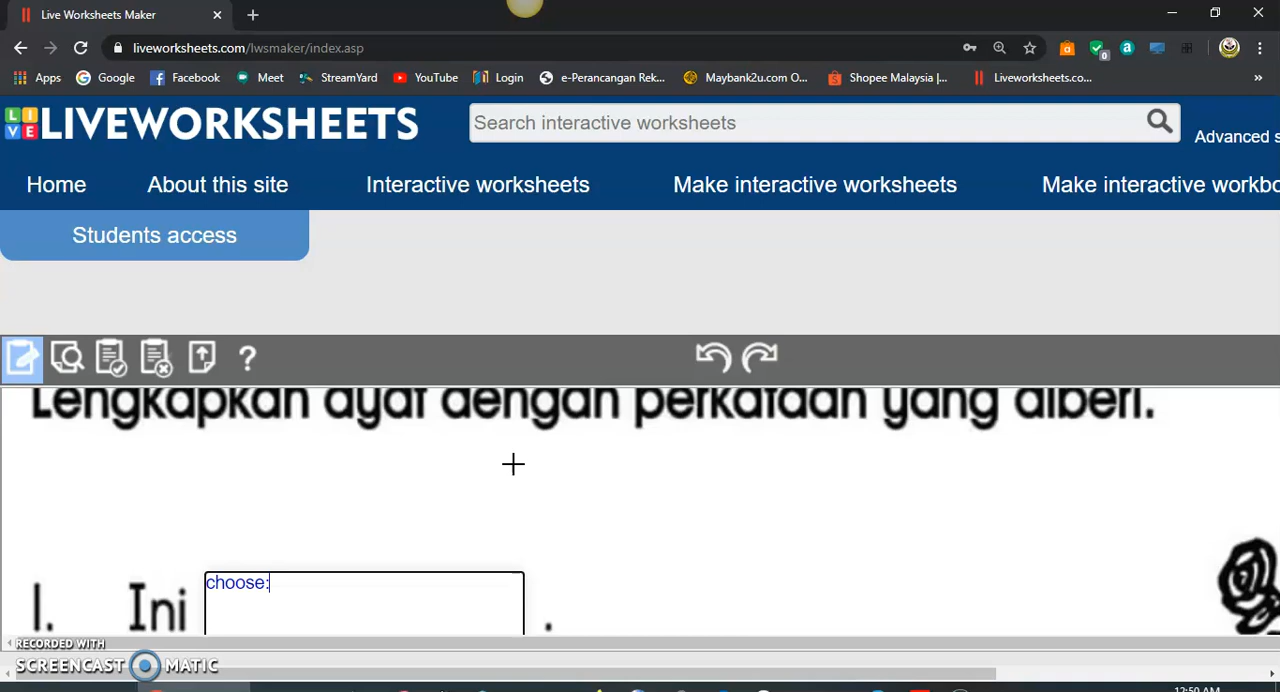 Live Worksheets Maker
liveworksheets.com/lwsmaker/index.asp
Apps Google Facebook Meet StreamYard YouTube Login e-Perancangan Rek... Maybank2u.com O... Shopee Malaysia |... Liveworksheets.co... »
LIVE LIVEWORKSHEETS
Search interactive worksheets
Advanced s
Home About this site Interactive worksheets Make interactive worksheets Make interactive workbo
Students access
?
Lengkapkan ayat dengan perkataan yang diberi.
choose:
1. Ini .
RECORDED WITH
SCREENCAST MATIC
12:50 AM